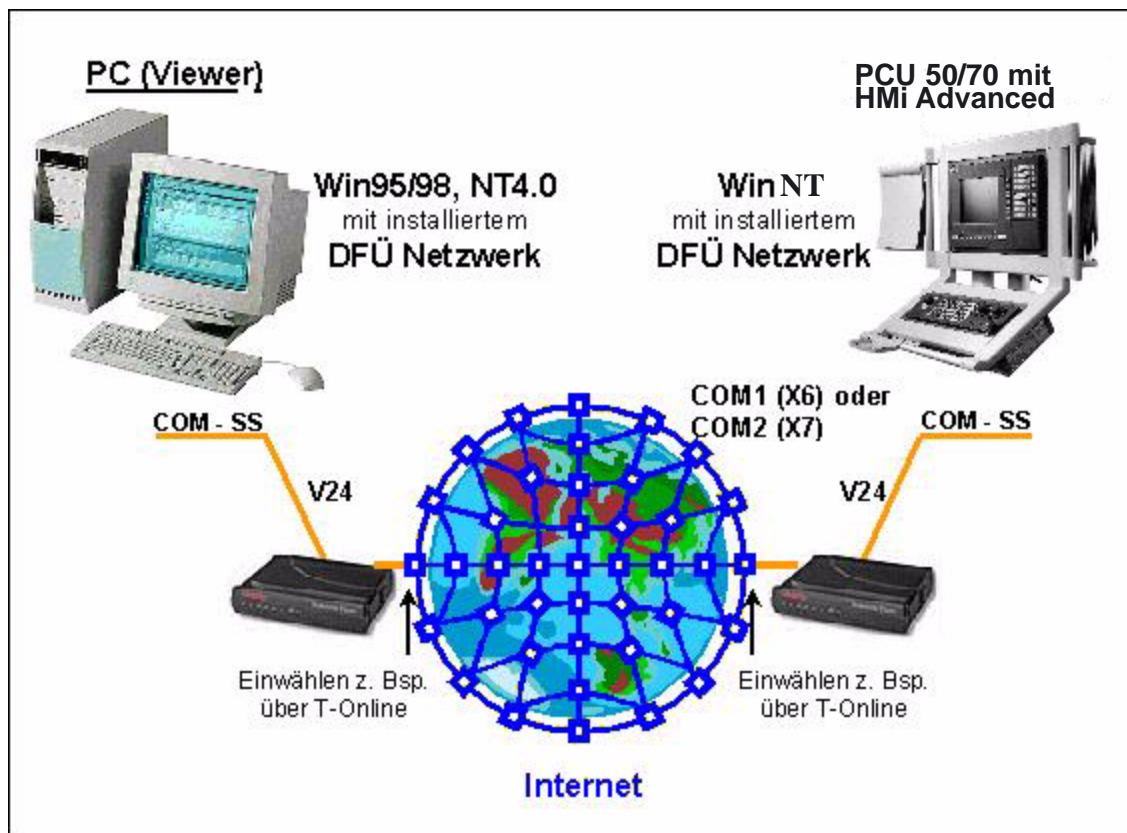 PC (Viewer)
PCU 50/70 mit
HMi Advanced
Win95/98, NT4.0
mit installiertem
DFÜ Netzwerk
Win NT
mit installiertem
DFÜ Netzwerk
COM1 (X6) oder
COM2 (X7)
COM - SS
COM - SS
V24
V24
Einwählen z. Bsp.
über T-Online
Einwählen z. Bsp.
über T-Online
Internet